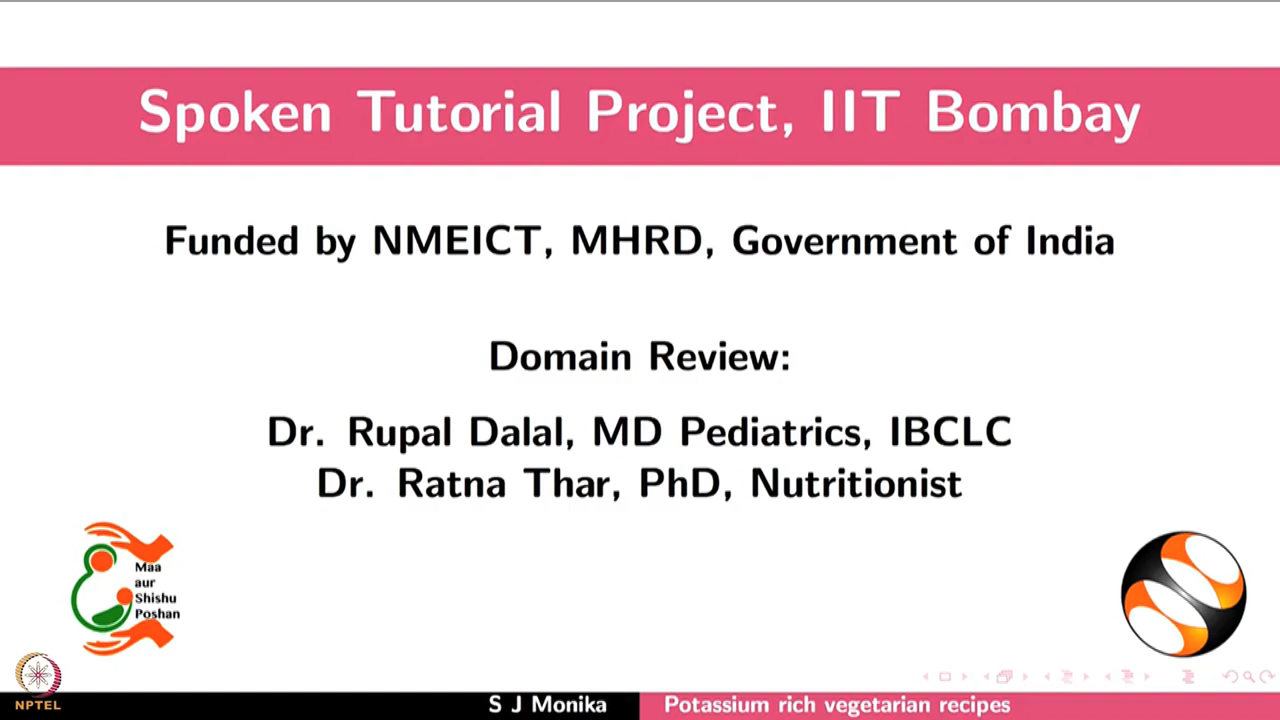 Spoken Tutorial Project, IIT Bombay
Funded by NMEICT, MHRD, Government of India
Domain Review:
Dr. Rupal Dalal, MD Pediatrics, IBCLC
Dr. Ratna Thar, PhD, Nutritionist
Maa
aur
Shishu
Poshan
NPTEL
S J Monika
Potassium rich vegetarian recipes